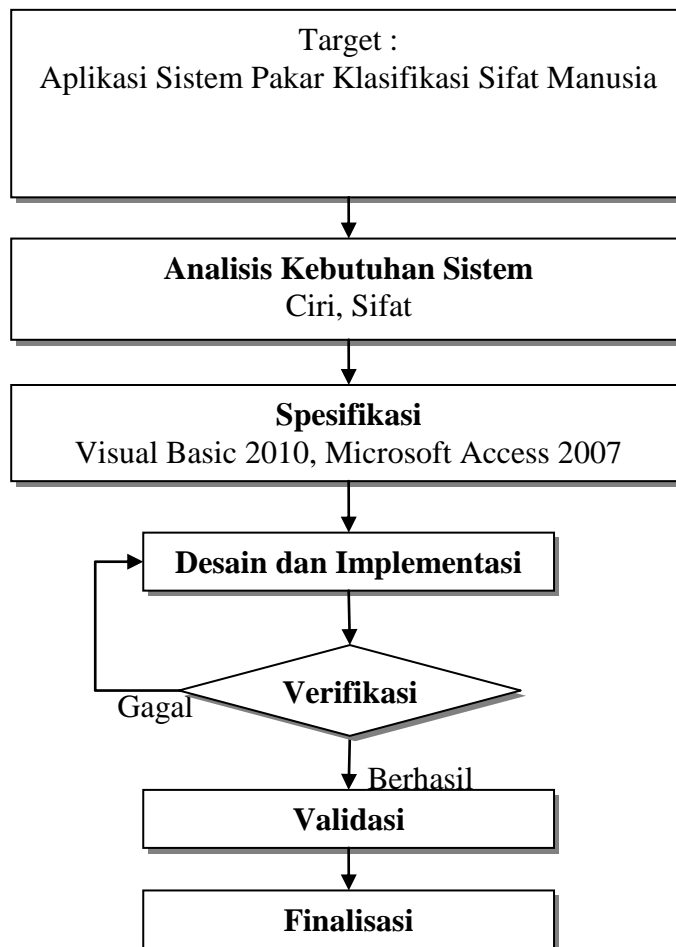 Target :
Aplikasi Sistem Pakar Klasifikasi Sifat Manusia
Analisis Kebutuhan Sistem
Ciri, Sifat
Spesifikasi
Visual Basic 2010, Microsoft Access 2007
Desain dan Implementasi
Verifikasi
Gagal
Berhasil
Validasi
Finalisasi